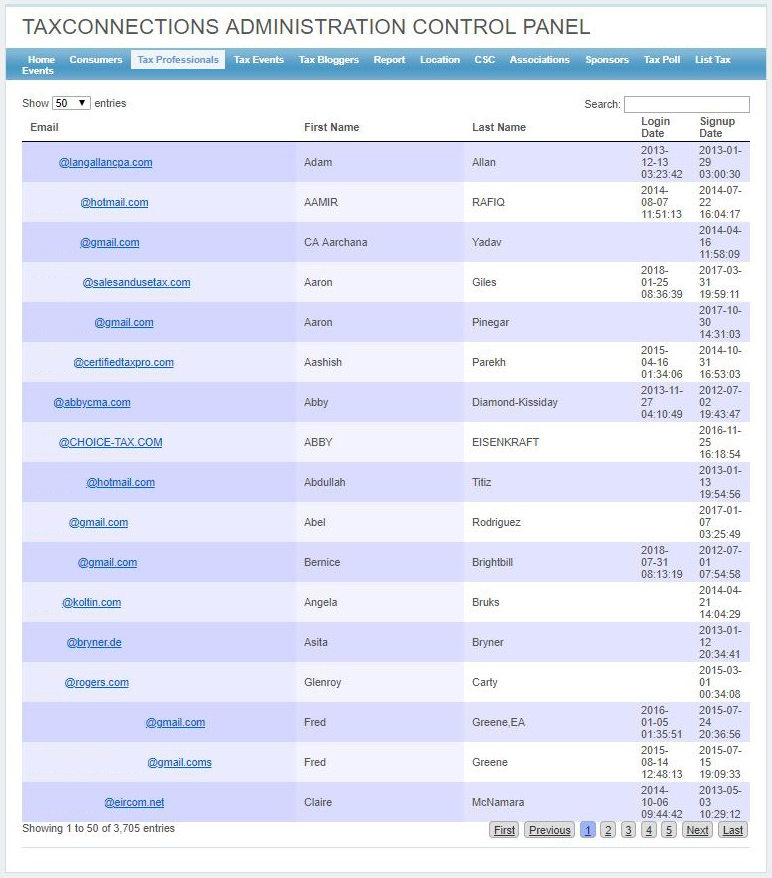 TAXCONNECTIONS ADMINISTRATION CONTROL PANEL
Home Consumers Tax Professionals Tax Events Tax Bloggers Report Location CSC Associations Sponsors Tax Poll List Tax
Events
Show 50 entries Search:
Email First Name Last Name Login Date Signup Date
@langallancpa.com Adam Allan 2013-12-13 03:23:42 2013-01-29 03:00:30
@hotmail.com AAMIR RAFIQ 2014-08-07 11:51:13 2014-07-22 16:04:17
@gmail.com CA Aarchana Yadav 2014-04-16 11:58:09
@salesandusetax.com Aaron Giles 2018-01-25 08:36:39 2017-03-31 19:59:11
@gmail.com Aaron Pinegar 2017-10-30 14:31:03
@certifiedtaxpro.com Aashish Parekh 2015-04-16 01:34:06 2014-10-31 16:53:03
@abbycma.com Abby Diamond-Kissiday 2013-11-27 04:10:49 2012-07-02 19:43:47
@CHOICE-TAX.COM ABBY EISENKRAFT 2016-11-25 16:18:54
@hotmail.com Abdullah Titiz 2013-01-13 19:54:56
@gmail.com Abel Rodriguez 2017-01-07 03:25:49
@gmail.com Bernice Brightbill 2018-07-31 08:13:19 2012-07-01 07:54:58
@koltin.com Angela Bruks 2014-04-21 14:04:29
@bryner.de Asita Bryner 2013-01-12 20:34:41
@rogers.com Glenroy Carty 2015-03-01 00:34:08
@gmail.com Fred Greene,EA 2016-01-05 01:35:51 2015-07-24 20:36:56
@gmail.coms Fred Greene 2015-08-14 12:48:13 2015-07-15 19:09:33
@eircom.net Claire McNamara 2014-10-06 09:44:42 2013-05-03 10:29:12
Showing 1 to 50 of 3,705 entries First Previous 1 2 3 4 5 Next Last